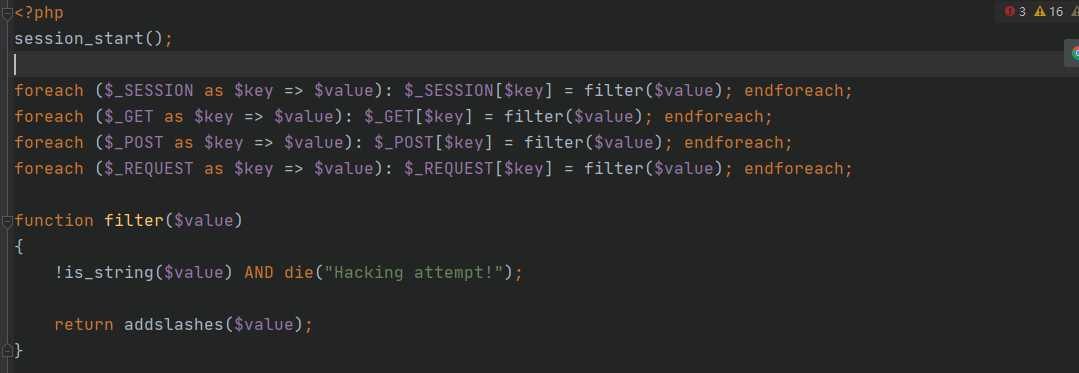 <?php
3 16
session_start();
foreach ($_SESSION as $key => $value): $_SESSION[$key] = filter($value); endforeach;
foreach ($_GET as $key => $value): $_GET[$key] = filter($value); endforeach;
foreach ($_POST as $key => $value): $_POST[$key] = filter($value); endforeach;
foreach ($_REQUEST as $key => $value): $_REQUEST[$key] = filter($value); endforeach;
function filter($value)
{
    !is_string($value) AND die("Hacking attempt!");
    return addslashes($value);
}